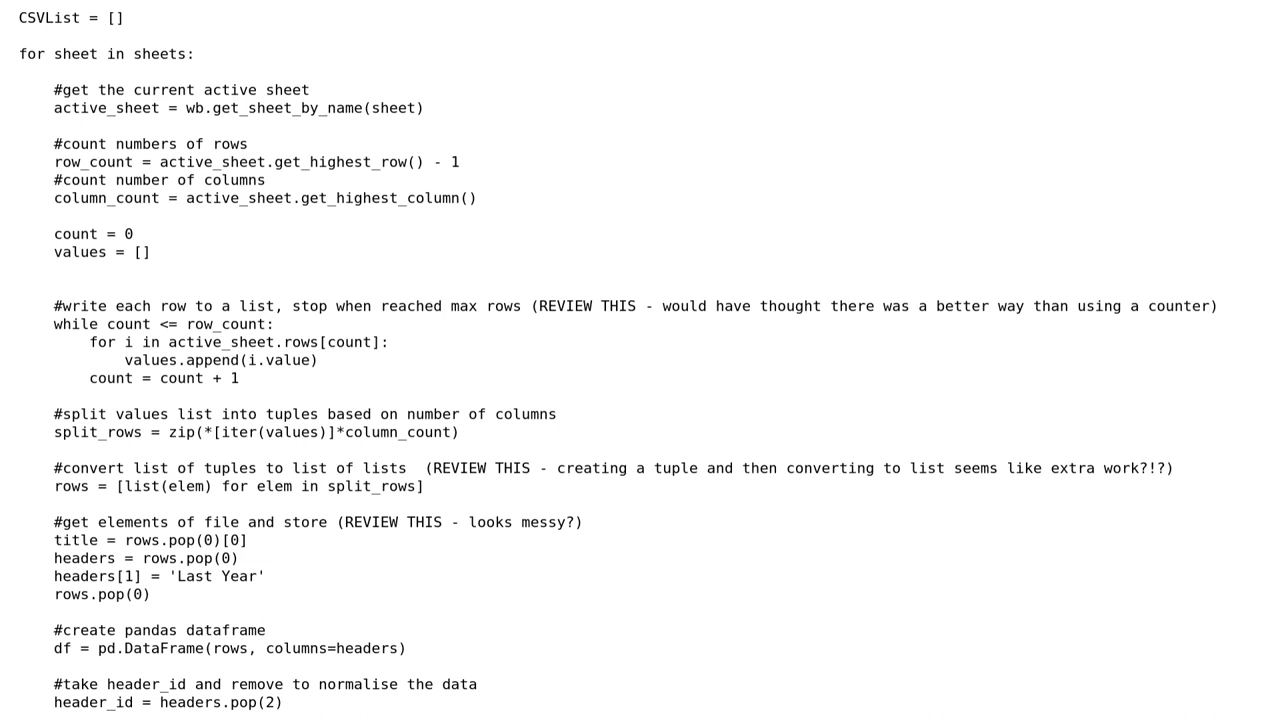 CSVList = []
for sheet in sheets:
    #get the current active sheet
    active_sheet = wb.get_sheet_by_name(sheet)
    #count numbers of rows
    row_count = active_sheet.get_highest_row() - 1
    #count number of columns
    column_count = active_sheet.get_highest_column()
    count = 0
    values = []
    #write each row to a list, stop when reached max rows (REVIEW THIS - would have thought there was a better way than using a counter)
    while count <= row_count:
        for i in active_sheet.rows[count]:
            values.append(i.value)
        count = count + 1
    #split values list into tuples based on number of columns
    split_rows = zip(*[iter(values)]*column_count)
    #convert list of tuples to list of lists  (REVIEW THIS - creating a tuple and then converting to list seems like extra work?!?)
    rows = [list(elem) for elem in split_rows]
    #get elements of file and store (REVIEW THIS - looks messy?)
    title = rows.pop(0)[0]
    headers = rows.pop(0)
    headers[1] = 'Last Year'
    rows.pop(0)
    #create pandas dataframe
    df = pd.DataFrame(rows, columns=headers)
    #take header_id and remove to normalise the data
    header_id = headers.pop(2)